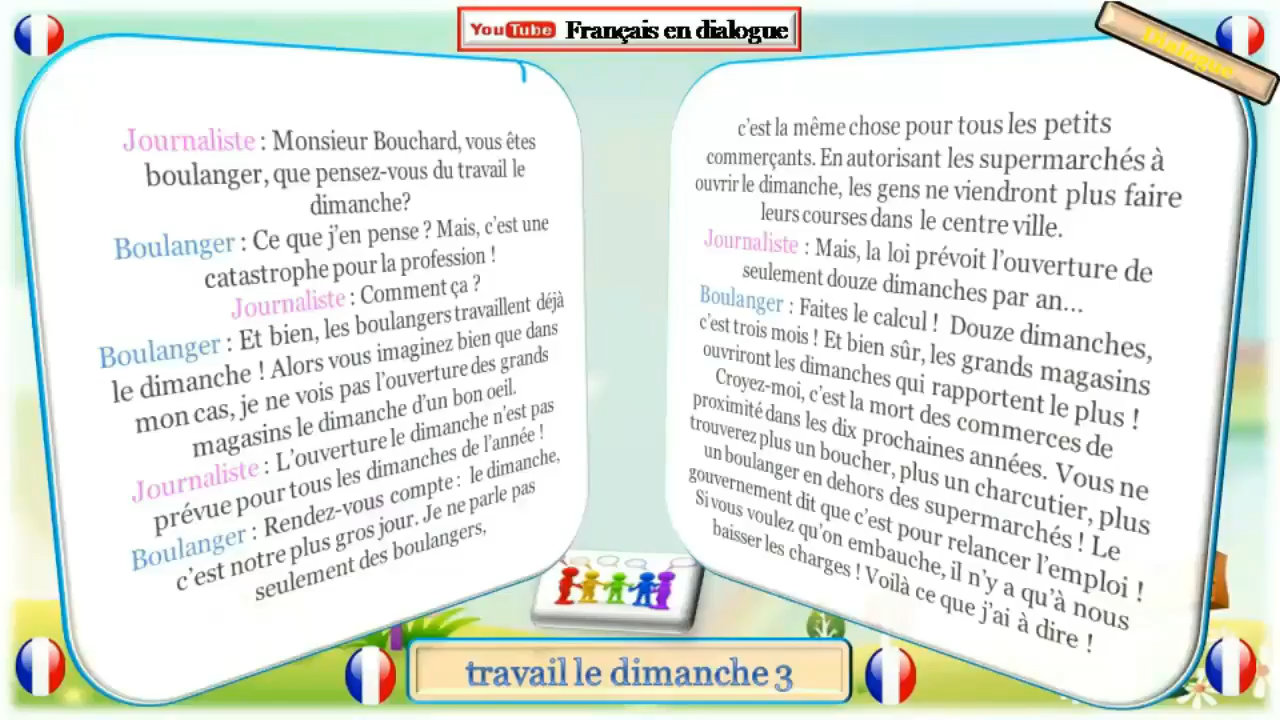 YouTube Français en dialogue
Dialogue
Journaliste : Monsieur Bouchard, vous êtes
boulanger, que pensez-vous du travail le
dimanche?
Boulanger : Ce que j'en pense ? Mais, c'est une
catastrophe pour la profession !
Journaliste : Comment ça ?
Boulanger : Et bien, les boulangers travaillent déjà
le dimanche ! Alors vous imaginez bien que dans
mon cas, je ne vois pas l'ouverture des grands
magasins le dimanche d'un bon oeil.
Journaliste : L'ouverture le dimanche n'est pas
prévue pour tous les dimanches de l'année !
Boulanger : Rendez-vous compte : le dimanche,
c'est notre plus gros jour. Je ne parle pas
seulement des boulangers,
c'est la même chose pour tous les petits
commerçants. En autorisant les supermarchés à
ouvrir le dimanche, les gens ne viendront plus faire
leurs courses dans le centre ville.
Journaliste : Mais, la loi prévoit l'ouverture de
seulement douze dimanches par an...
Boulanger : Faites le calcul ! Douze dimanches,
c'est trois mois ! Et bien sûr, les grands magasins
ouvriront les dimanches qui rapportent le plus !
Croyez-moi, c'est la mort des commerces de
proximité dans les dix prochaines années. Vous ne
trouverez plus un boucher, plus un charcutier, plus
un boulanger en dehors des supermarchés ! Le
gouvernement dit que c'est pour relancer l'emploi !
Si vous voulez qu'on embauche, il n'y a qu'à nous
baisser les charges ! Voilà ce que j'ai à dire !
travail le dimanche 3